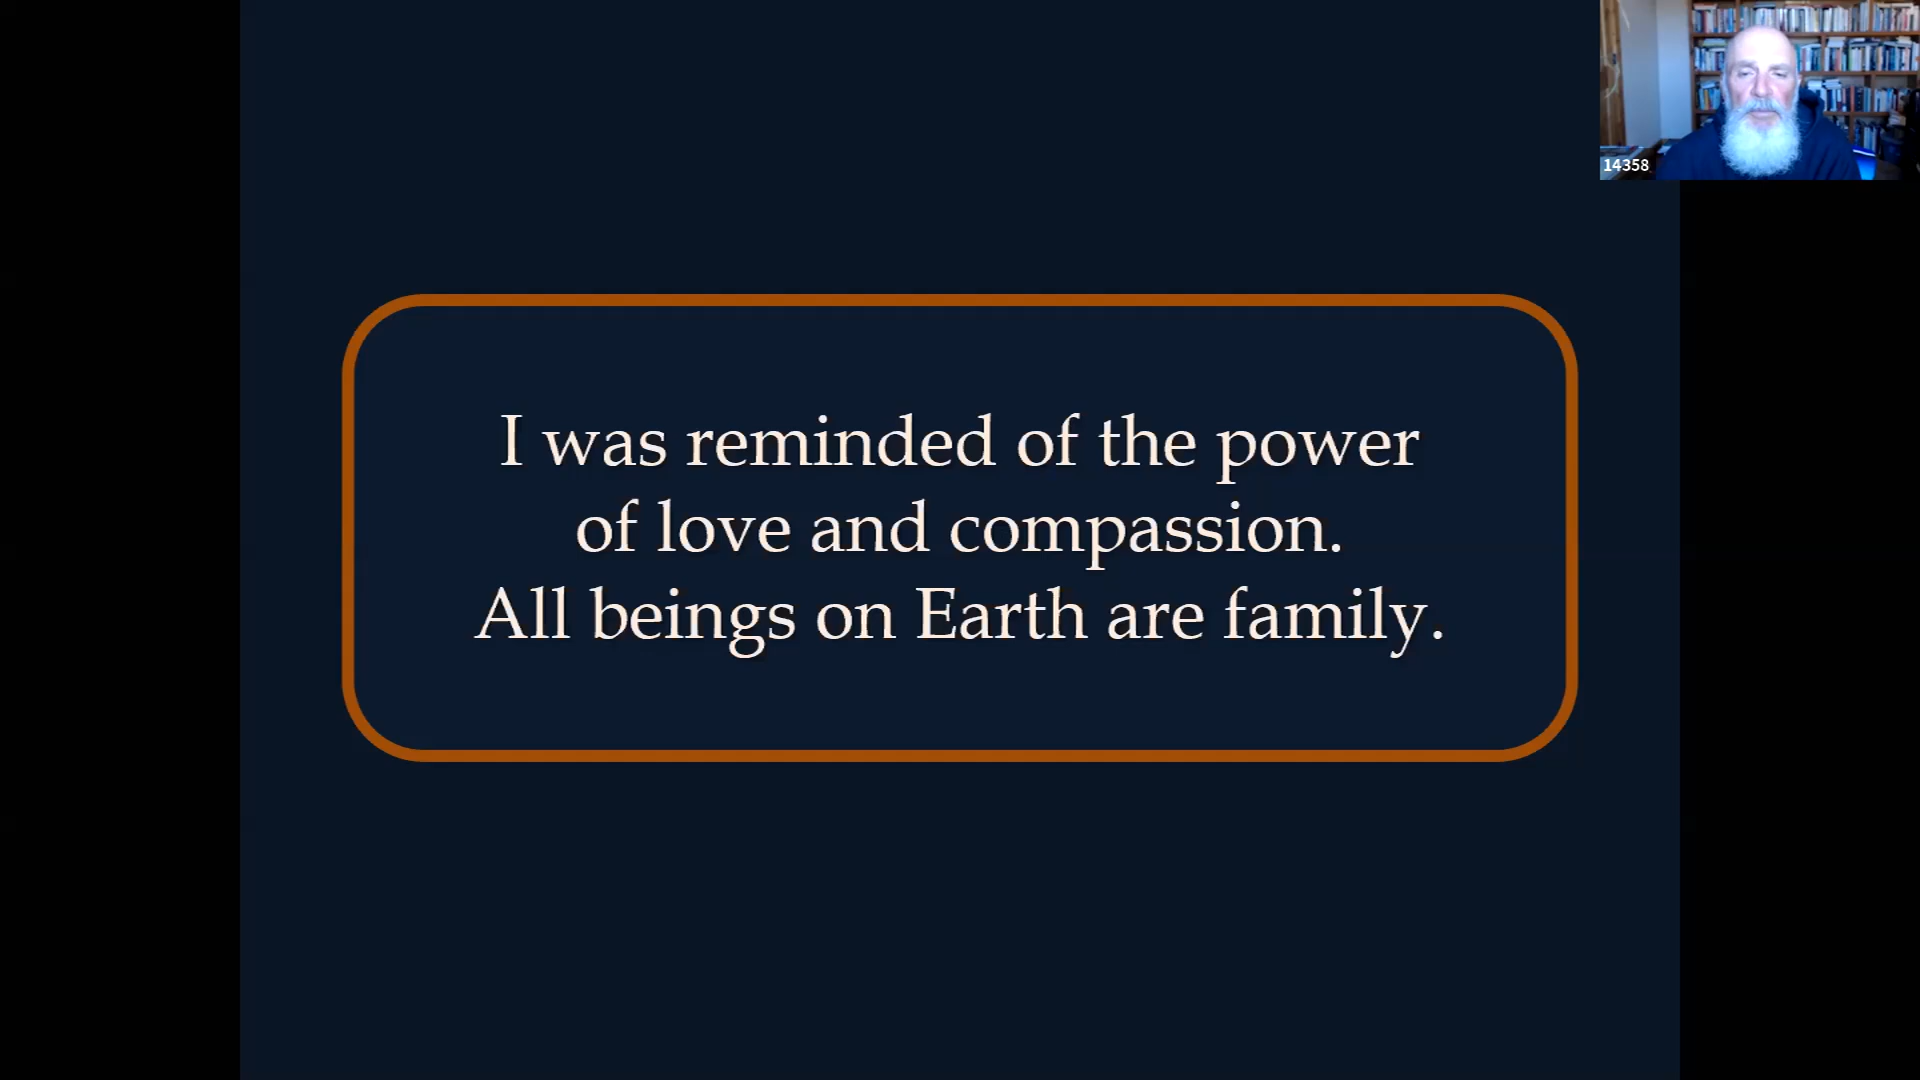 14358
I was reminded of the power
of love and compassion.
All beings on Earth are family.